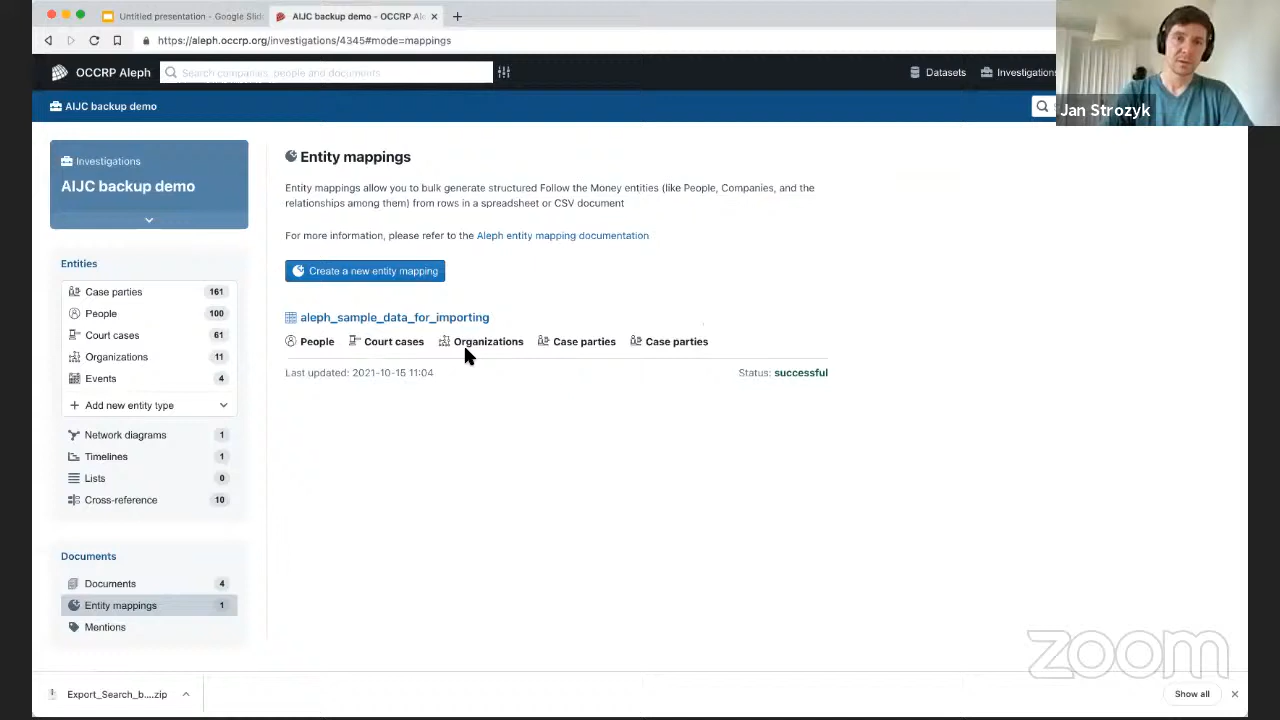 Untitled presentation - Google Slid
AIJC backup demo - OCCRP Al
https://aleph.occrp.org/investigations/4345#mode=mappings
OCCRP Aleph
Search companies, people and documents
Datasets
Investigations
AIJC backup demo
Jan Strozyk
Investigations
AIJC backup demo
Entities
Case parties 161
People 100
Court cases 61
Organizations 11
Events 4
Add new entity type
Network diagrams 1
Timelines 1
Lists 0
Cross-reference 10
Documents
Documents 4
Entity mappings 1
Mentions
Entity mappings
Entity mappings allow you to bulk generate structured Follow the Money entities (like People, Companies, and the
relationships among them) from rows in a spreadsheet or CSV document
For more information, please refer to the Aleph entity mapping documentation
Create a new entity mapping
aleph_sample_data_for_importing
People Court cases Organizations Case parties Case parties
Last updated: 2021-10-15 11:04
Status: successful
zoom
Export_Search_b....zip
Show all